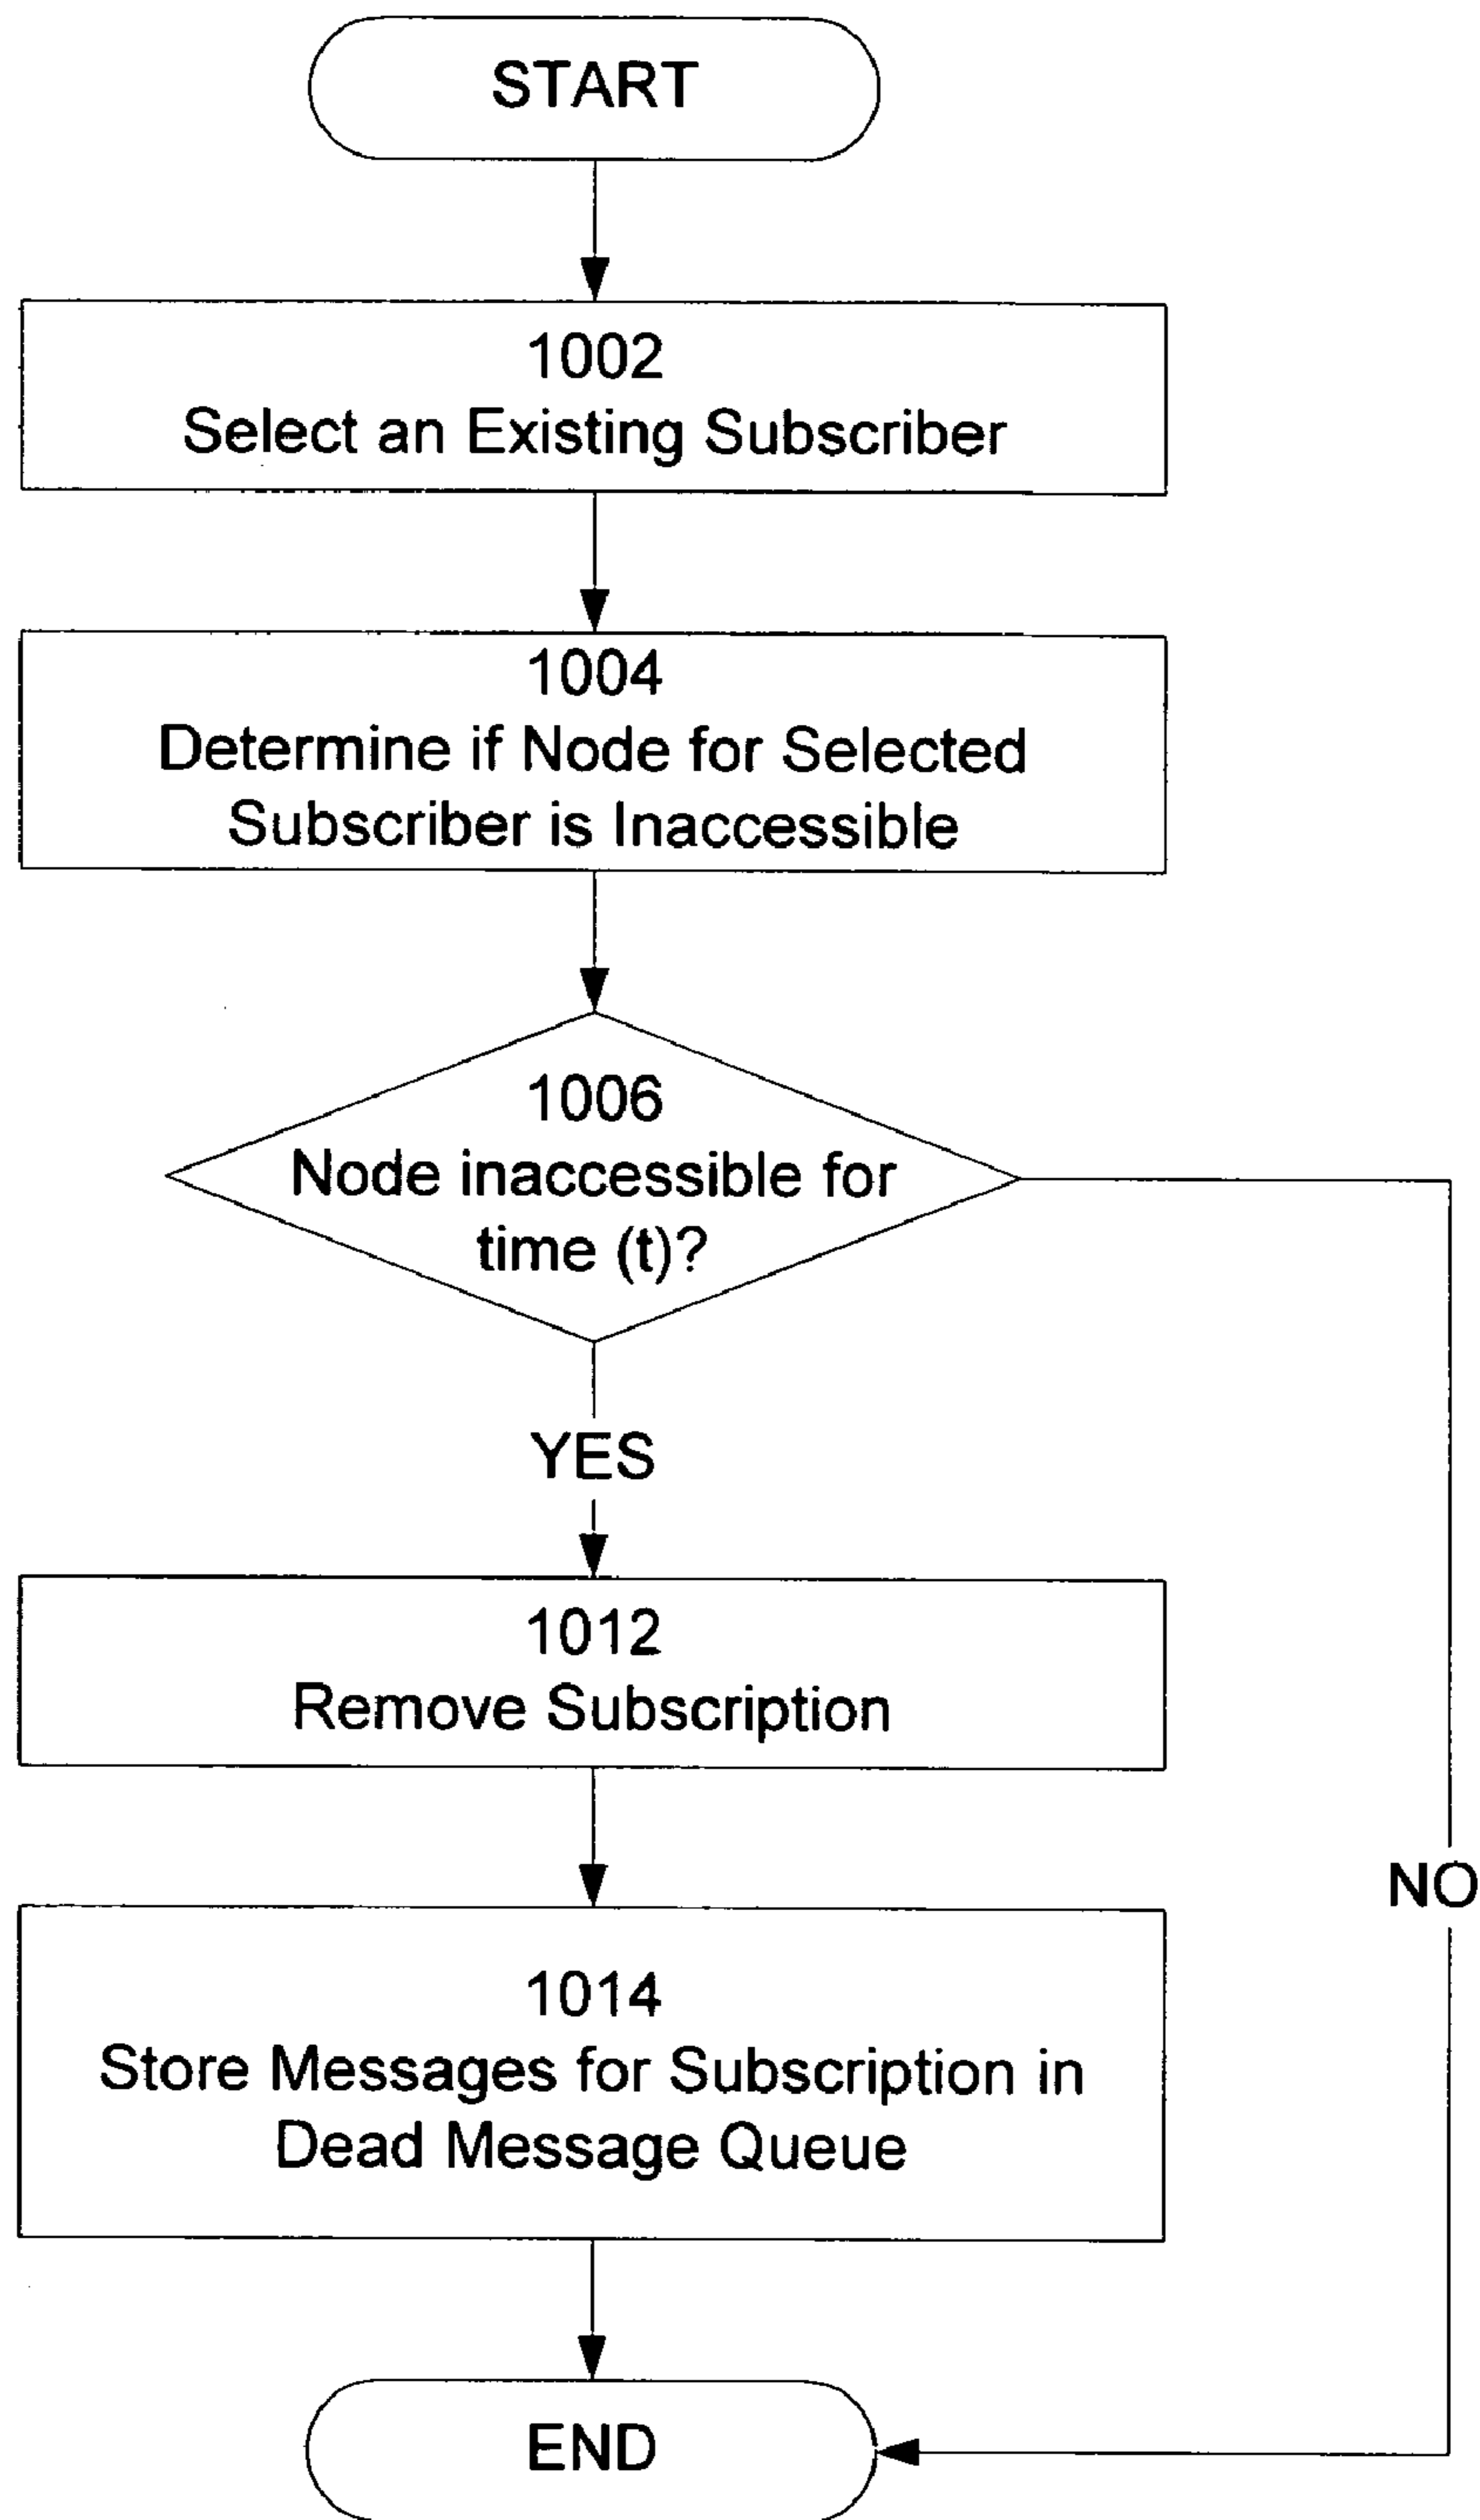 START
1002
Select an Existing Subscriber
1004
Determine if Node for Selected
Subscriber is Inaccessible
1006
Node inaccessible for
time (t)?
YES
1012
Remove Subscription
NO
1014
Store Messages for Subscription in
Dead Message Queue
END